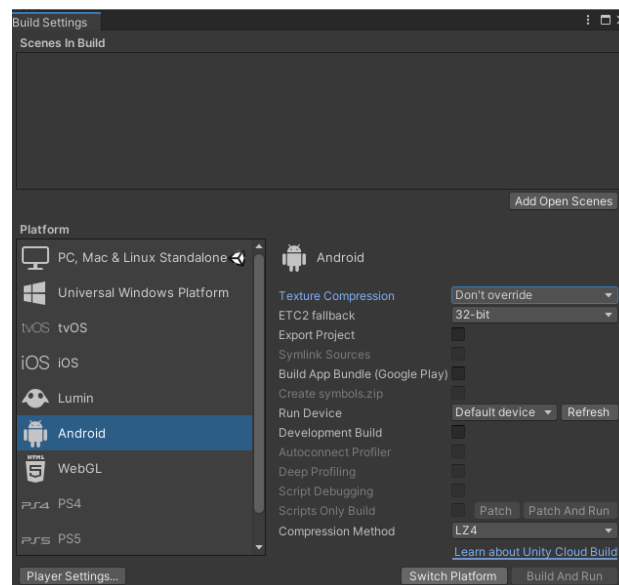 Build Settings
Scenes In Build
Add Open Scenes
Platform
PC, Mac & Linux Standalone
Universal Windows Platform
tvOS tvOS
iOS iOS
Lumin
Android
HTML 5 WebGL
PS4 PS4
PS5 PS5
Android
Texture Compression Don't override
ETC2 fallback 32-bit
Export Project
Symlink Sources
Build App Bundle (Google Play)
Create symbols.zip
Run Device Default device Refresh
Development Build
Autoconnect Profiler
Deep Profiling
Script Debugging
Scripts Only Build Patch Patch And Run
Compression Method LZ4
Learn about Unity Cloud Build
Player Settings... Switch Platform Build And Run